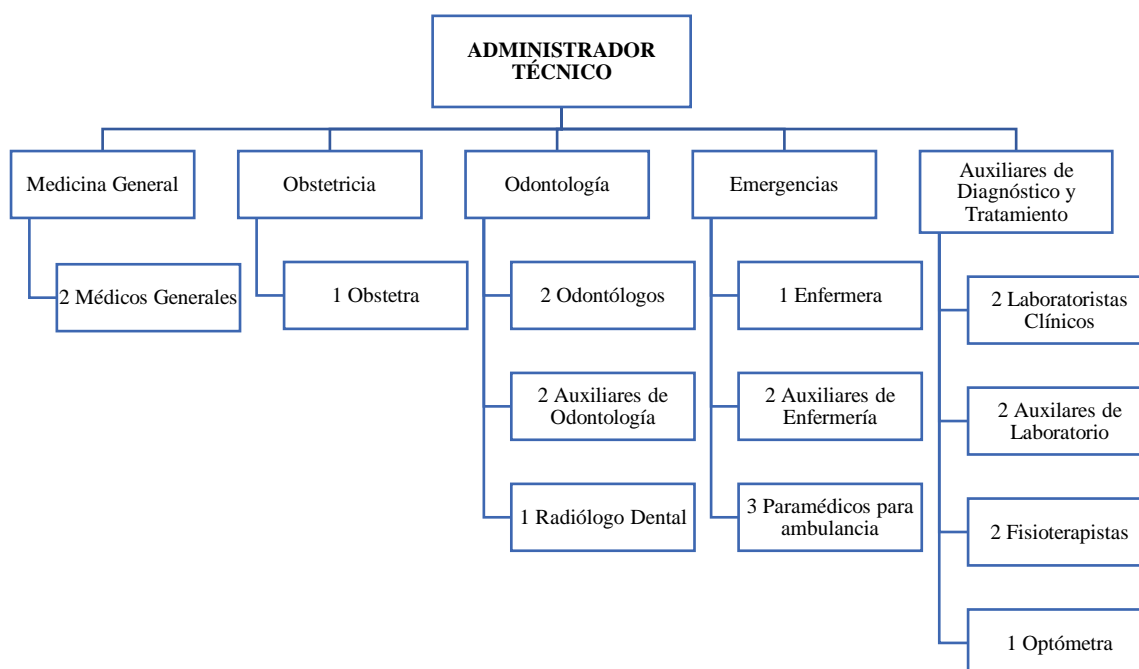 ADMINISTRADOR
TÉCNICO
Medicina General
2 Médicos Generales
Obstetricia
1 Obstetra
Odontología
2 Odontólogos
2 Auxiliares de
Odontología
1 Radiólogo Dental
Emergencias
1 Enfermera
2 Auxiliares de
Enfermería
3 Paramédicos para
ambulancia
Auxiliares de
Diagnóstico y
Tratamiento
2 Laboratoristas
Clínicos
2 Auxilares de
Laboratorio
2 Fisioterapistas
1 Optómetra